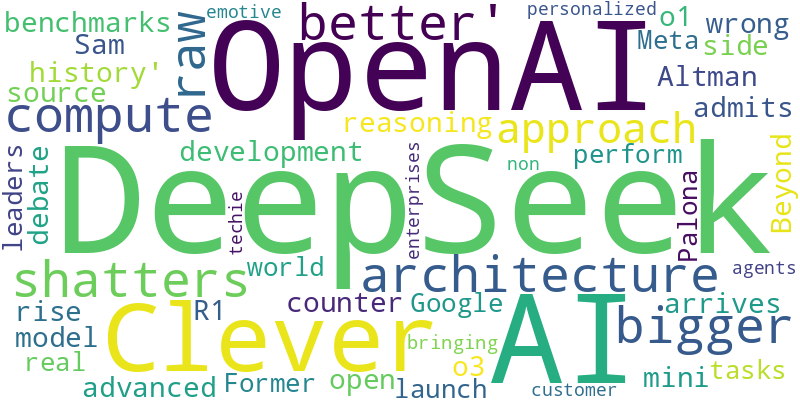 emotive personalized
benchmarks raw OpenAI better' o1 wrong
Sam Meta side
history' Altman
source compute reasoning approach admits
leaders debate development DeepSeek non perform Beyond
techie enterprises Palona
shatters world architecture agents
rise R1 counter Google AI arrives
model Clever bigger
real bringing o3 tasks
advanced Former open launch customer mini